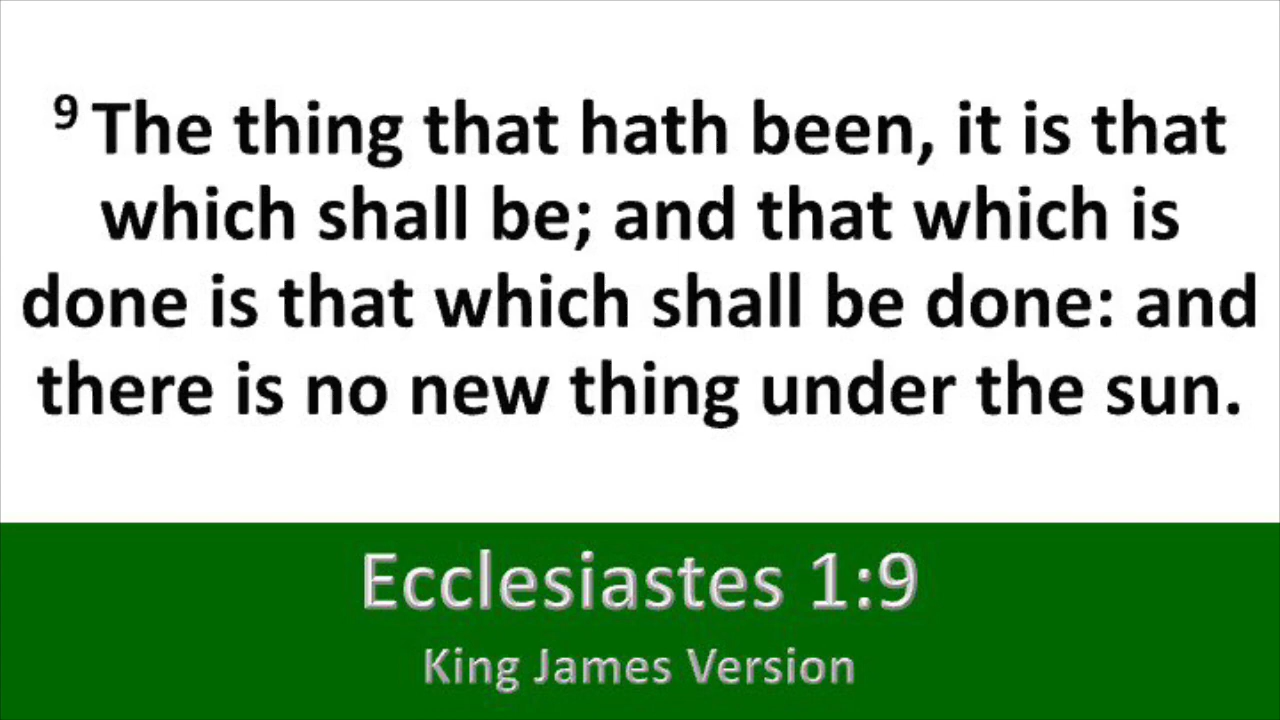 9 The thing that hath been, it is that
which shall be; and that which is
done is that which shall be done: and
there is no new thing under the sun.
Ecclesiastes 1:9
King James Version